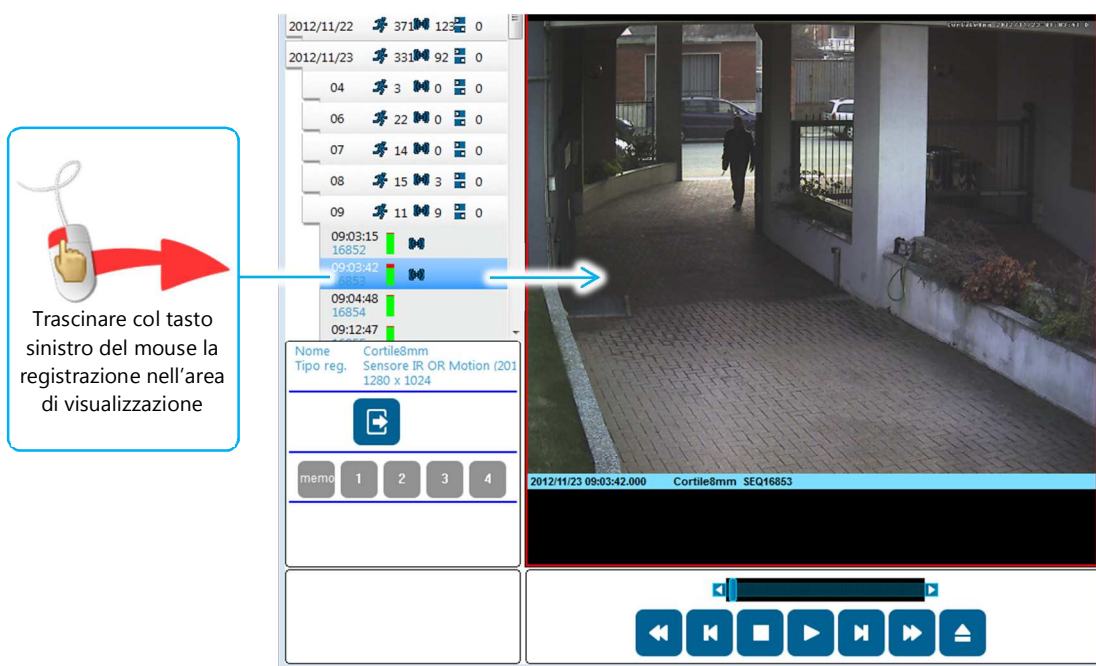 Trascinare col tasto
sinistro del mouse la
registrazione nell'area
di visualizzazione
2012/11/22 371 123 0
2012/11/23 331 92 0
04 3 0 0
06 22 0 0
07 14 0 0
08 15 3 0
09 11 9 0
09:03:15
16852
09:03:42
16853
09:04:48
16854
09:12:47
Nome Cortile8mm
Tipo reg. Sensore IR OR Motion (201
1280 x 1024
memo 1 2 3 4
2012/11/23 09:03:42.000 Cortile8mm SEQ16853